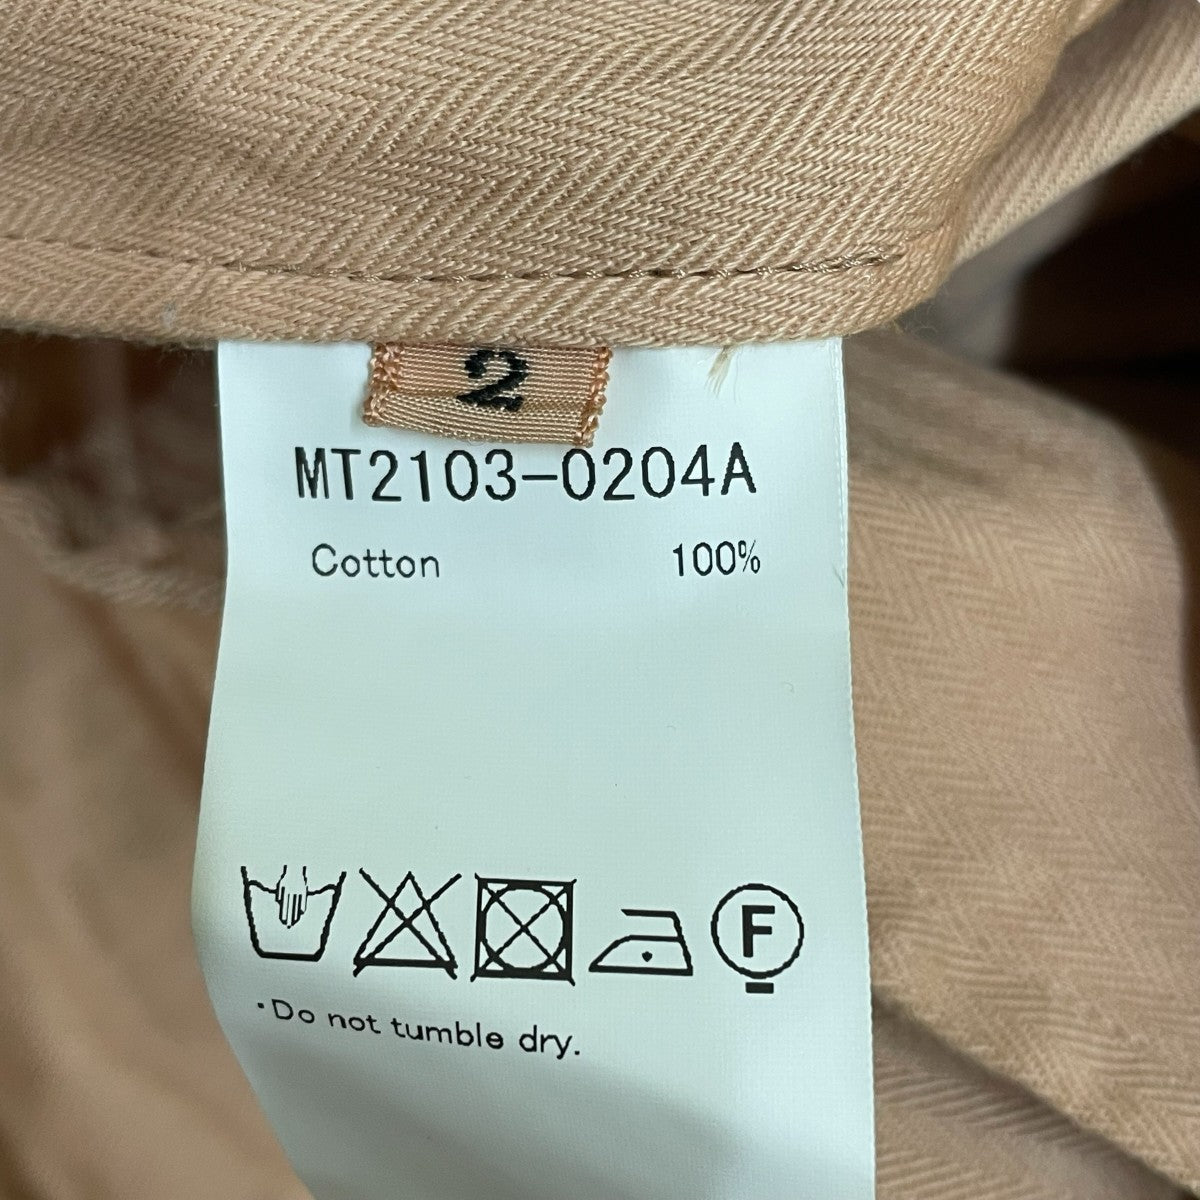 2
MT2103-0204A
Cotton 100%
F
・Do not tumble dry.